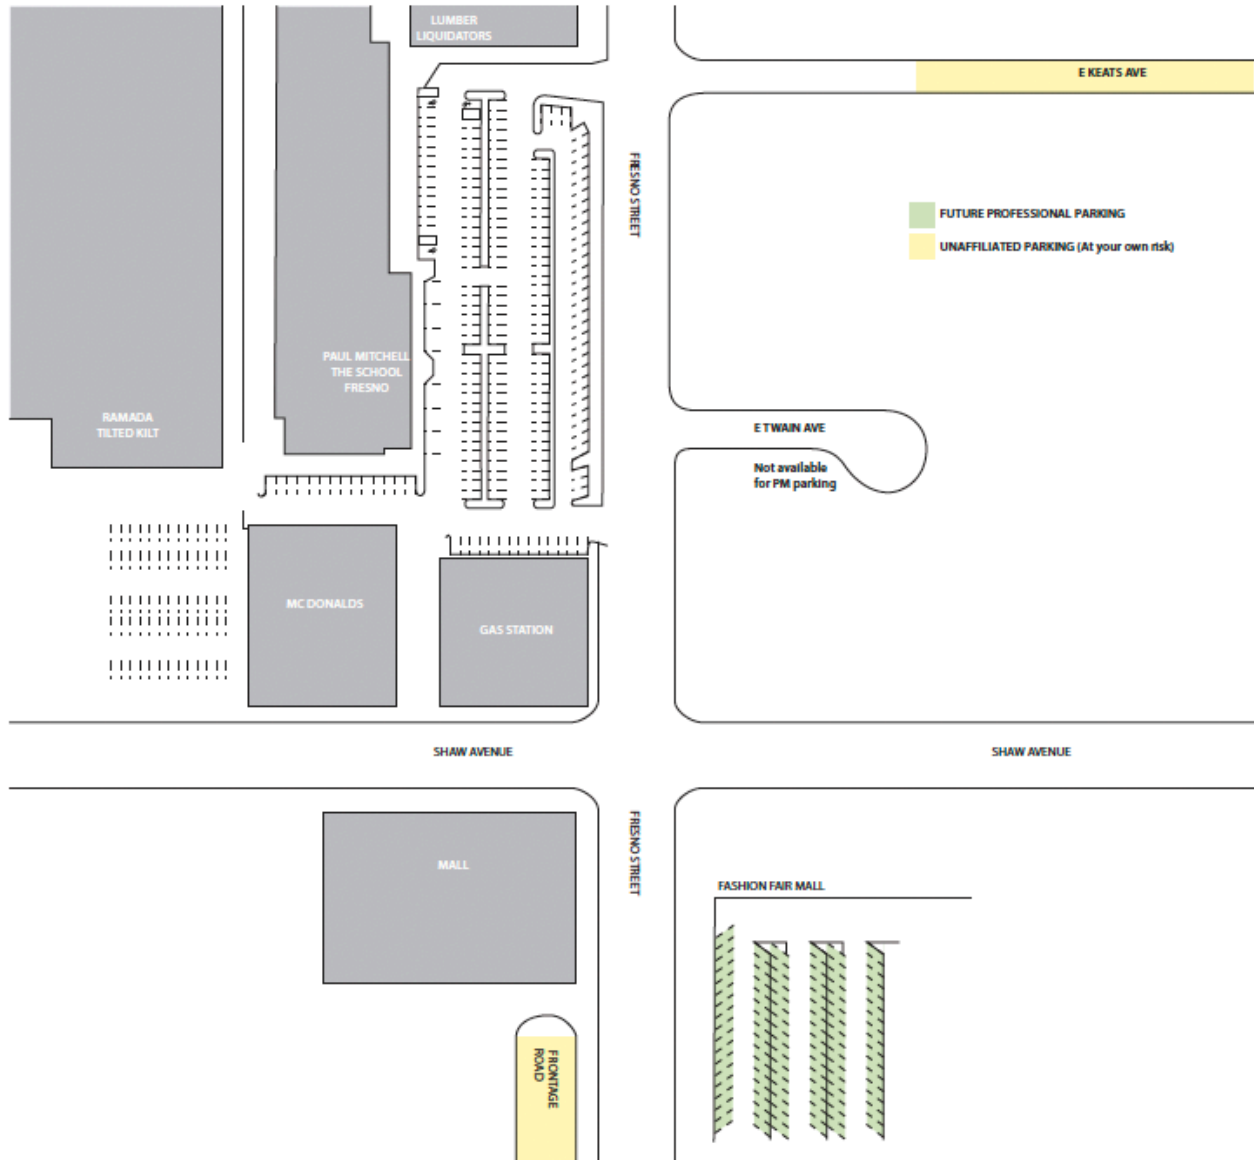 LUMBER
LIQUIDATORS
E KEATS AVE
FRESNO STREET
FUTURE PROFESSIONAL PARKING
UNAFFILIATED PARKING (At your own risk)
PAUL MITCHELL
THE SCHOOL
FRESNO
RAMADA
TILTED KILT
E TWAIN AVE
Not available
for PM parking
MC DONALDS
GAS STATION
SHAW AVENUE
SHAW AVENUE
FRESNO STREET
MALL
FASHION FAIR MALL
FRONTAGE
ROAD